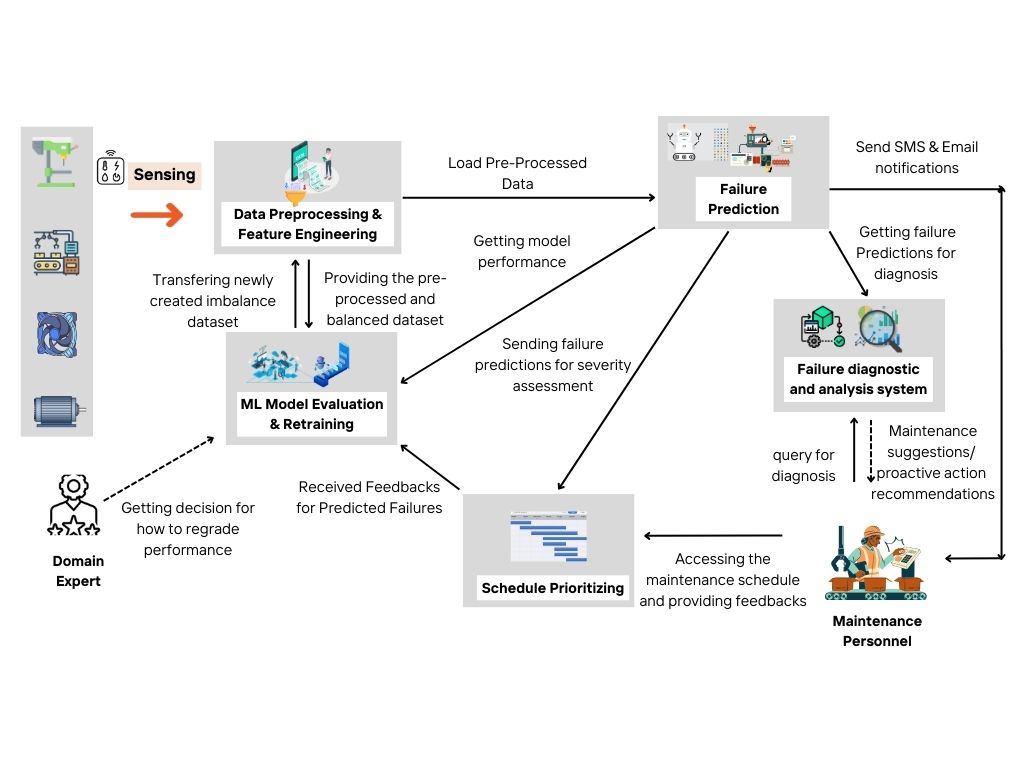 Sensing
Data Preprocessing &
Feature Engineering
Load Pre-Processed
Data
Failure
Prediction
Send SMS & Email
notifications
Getting model
performance
Getting failure
Predictions for
diagnosis
Transfering newly
created imbalance
dataset
Providing the pre-
processed and
balanced dataset
Sending failure
predictions for severity
assessment
Failure diagnostic
and analysis system
ML Model Evaluation
& Retraining
query for
diagnosis
Maintenance
suggestions/
proactive action
recommendations
Received Feedbacks
for Predicted Failures
Getting decision for
how to regrade
performance
Domain
Expert
Schedule Prioritizing
Accessing the
maintenance schedule
and providing feedbacks
Maintenance
Personnel